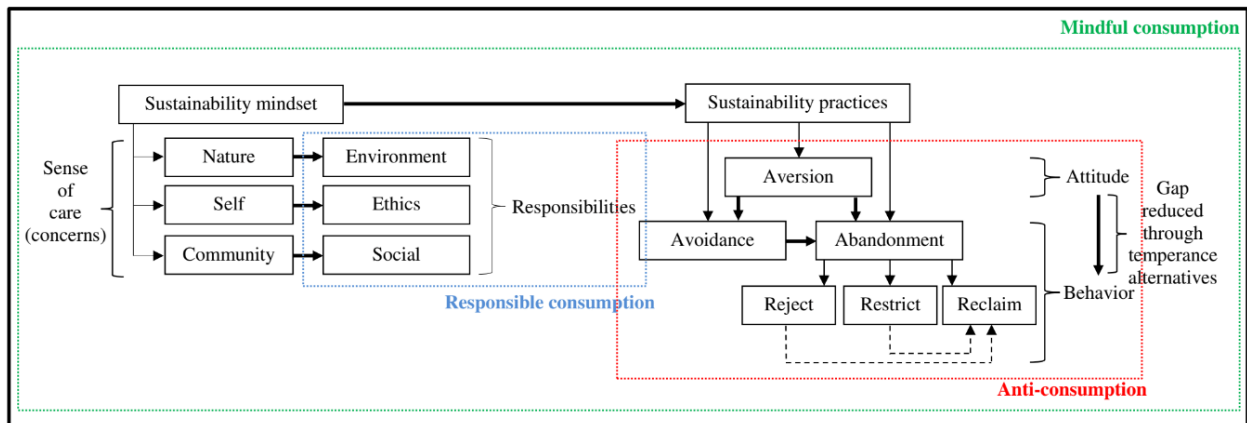 Mindful consumption
Sustainability mindset
Sustainability practices
Sense
of
care
(concerns)
Nature
Environment
Self
Ethics
Community
Social
Responsibilities
Responsible consumption
Aversion
Avoidance
Abandonment
Reject
Restrict
Reclaim
Attitude
Behavior
Gap
reduced
through
temperance
alternatives
Anti-consumption